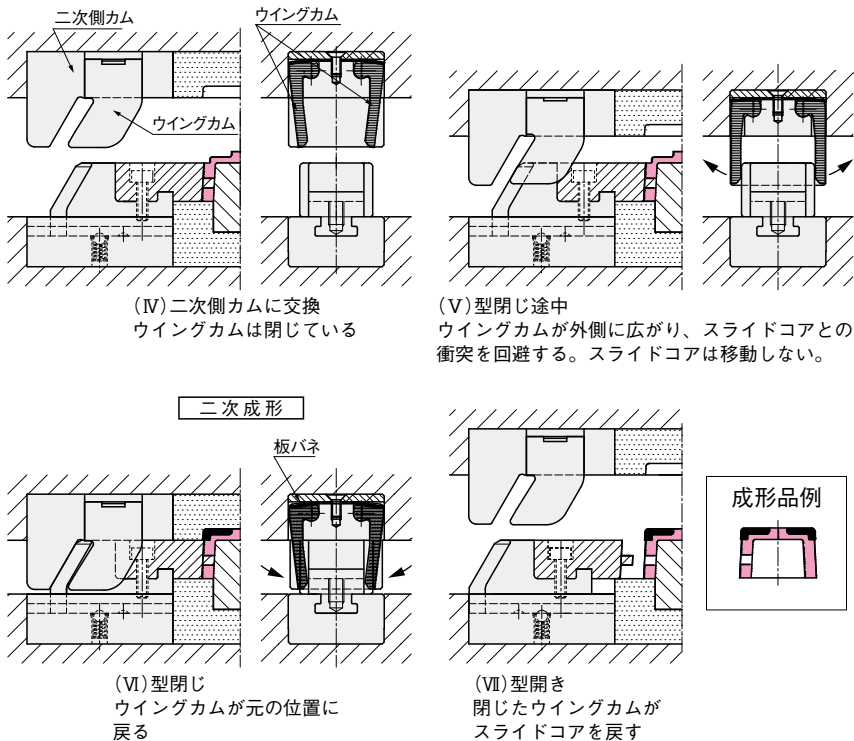 二次側カム
ウイングカム
ウイングカム
(Ⅳ)二次側カムに交換
ウイングカムは閉じている
(Ⅴ)型閉じ途中
ウイングカムが外側に広がり、スライドコアとの
衝突を回避する。スライドコアは移動しない。
二次成形
板バネ
(Ⅵ)型閉じ
ウイングカムが元の位置に
戻る
(Ⅶ)型開き
閉じたウイングカムが
スライドコアを戻す
成形品例